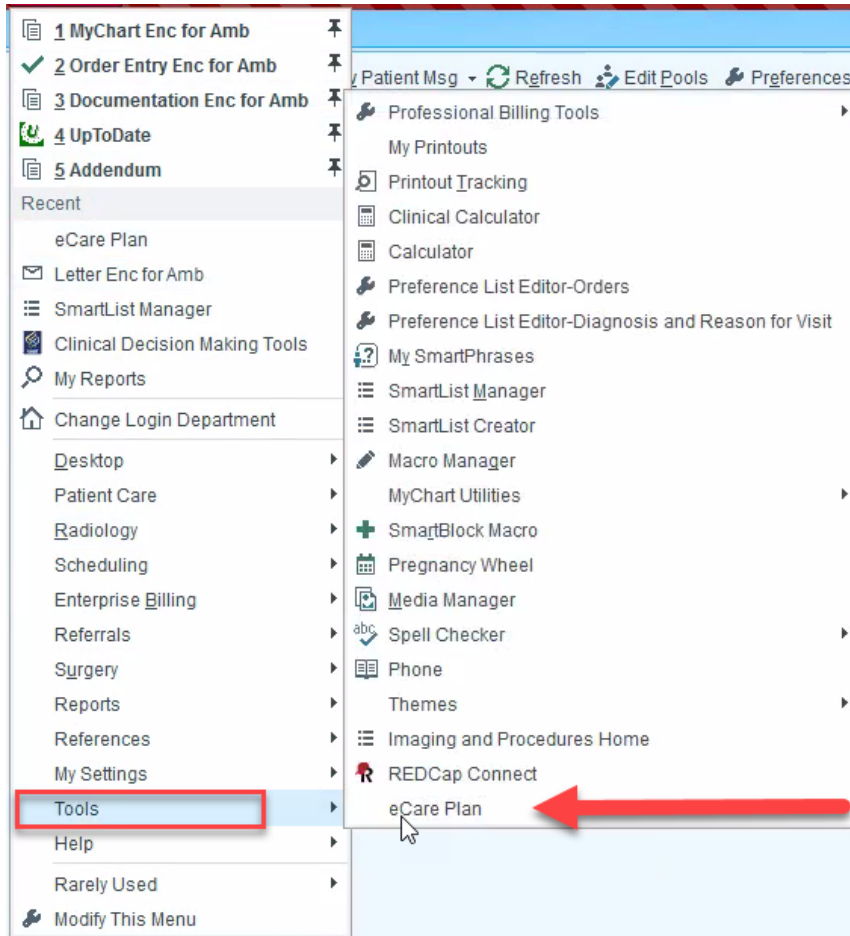 1 MyChart Enc for Amb
2 Order Entry Enc for Amb
3 Documentation Enc for Amb
4 UpToDate
5 Addendum
Recent
eCare Plan
Letter Enc for Amb
SmartList Manager
Clinical Decision Making Tools
My Reports
Change Login Department
Desktop
Patient Care
Radiology
Scheduling
Enterprise Billing
Referrals
Surgery
Reports
References
My Settings
Tools
Help
Rarely Used
Modify This Menu
Patient Msg Refresh Edit Pools Preferences
Professional Billing Tools
My Printouts
Printout Tracking
Clinical Calculator
Calculator
Preference List Editor-Orders
Preference List Editor-Diagnosis and Reason for Visit
My SmartPhrases
SmartList Manager
SmartList Creator
Macro Manager
MyChart Utilities
SmartBlock Macro
Pregnancy Wheel
Media Manager
abc Spell Checker
Phone
Themes
Imaging and Procedures Home
REDCap Connect
eCare Plan